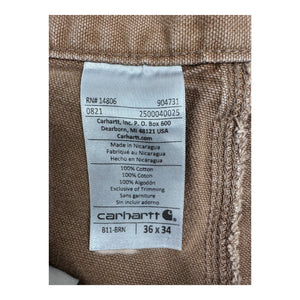 RN# 14806 904731
0821 2500040025
Carhartt, Inc. P.O. Box 600
Dearborn, MI 48121 USA
Carhartt.com
Made in Nicaragua
Fabriqué au Nicaragua
Hecho en Nicaragua
100% Cotton
100% Coton
100% Algodón
Exclusive of Trimming
Sans garniture
Sin incluir adorno
carhartt
B11-BRN 36 x 34